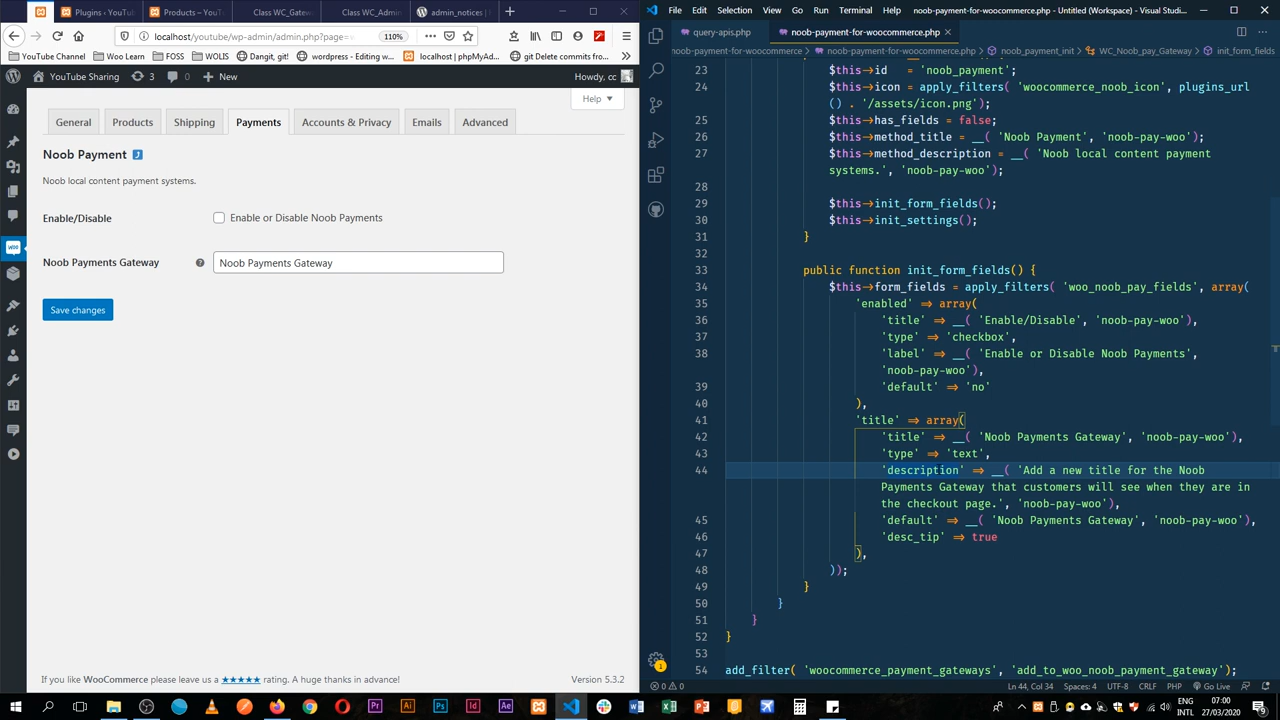 Plugins ‹ YouTu
Products – YouTu
Class WC_Gatew
Class WC_Admin
admin_notices |
localhost/youtube/wp-admin/admin.php?page=
110%
YouTube Channel
Woo Learn
FOSS
WOLIS
Dangit, git!
wordpress - Editing w
localhost | phpMyAd
git Delete commits fro
YouTube Sharing
3
0
New
Howdy, cc
Help
General
Products
Shipping
Payments
Accounts & Privacy
Emails
Advanced
Noob Payment
Noob local content payment systems.
Enable/Disable
Enable or Disable Noob Payments
Noob Payments Gateway
Noob Payments Gateway
Save changes
If you like WooCommerce please leave us a ★★★★★ rating. A huge thanks in advance!
Version 5.3.2
File Edit Selection View Go Run Terminal Help
noob-payment-for-woocommerce.php - Untitled (Workspace) - Visual Studi...
query-apis.php
noob-payment-for-woocommerce.php
noob-payment-for-woocommerce > noob-payment-for-woocommerce.php > noob_payment_init > WC_Noob_pay_Gateway > init_form_fields
23 $this->id = 'noob_payment';
24 $this->icon = apply_filters( 'woocommerce_noob_icon', plugins_url
() . '/assets/icon.png');
25 $this->has_fields = false;
26 $this->method_title = __( 'Noob Payment', 'noob-pay-woo');
27 $this->method_description = __( 'Noob local content payment
systems.', 'noob-pay-woo');
28
29 $this->init_form_fields();
30 $this->init_settings();
31 }
32
33 public function init_form_fields() {
34 $this->form_fields = apply_filters( 'woo_noob_pay_fields', array(
35 'enabled' => array(
36 'title' => __( 'Enable/Disable', 'noob-pay-woo'),
37 'type' => 'checkbox',
38 'label' => __( 'Enable or Disable Noob Payments',
'noob-pay-woo'),
39 'default' => 'no'
40 ),
41 'title' => array(
42 'title' => __( 'Noob Payments Gateway', 'noob-pay-woo'),
43 'type' => 'text',
44 'description' => __( 'Add a new title for the Noob
Payments Gateway that customers will see when they are in
the checkout page.', 'noob-pay-woo'),
45 'default' => __( 'Noob Payments Gateway', 'noob-pay-woo'),
46 'desc_tip' => true
47 ),
48 ));
49 }
50 }
51 }
52 }
53
54 add_filter( 'woocommerce_payment_gateways', 'add_to_woo_noob_payment_gateway');
1
0 0
Ln 44, Col 34
Spaces: 4
UTF-8
CRLF
PHP
Go Live
ENG
INTL
07:00
27/03/2020